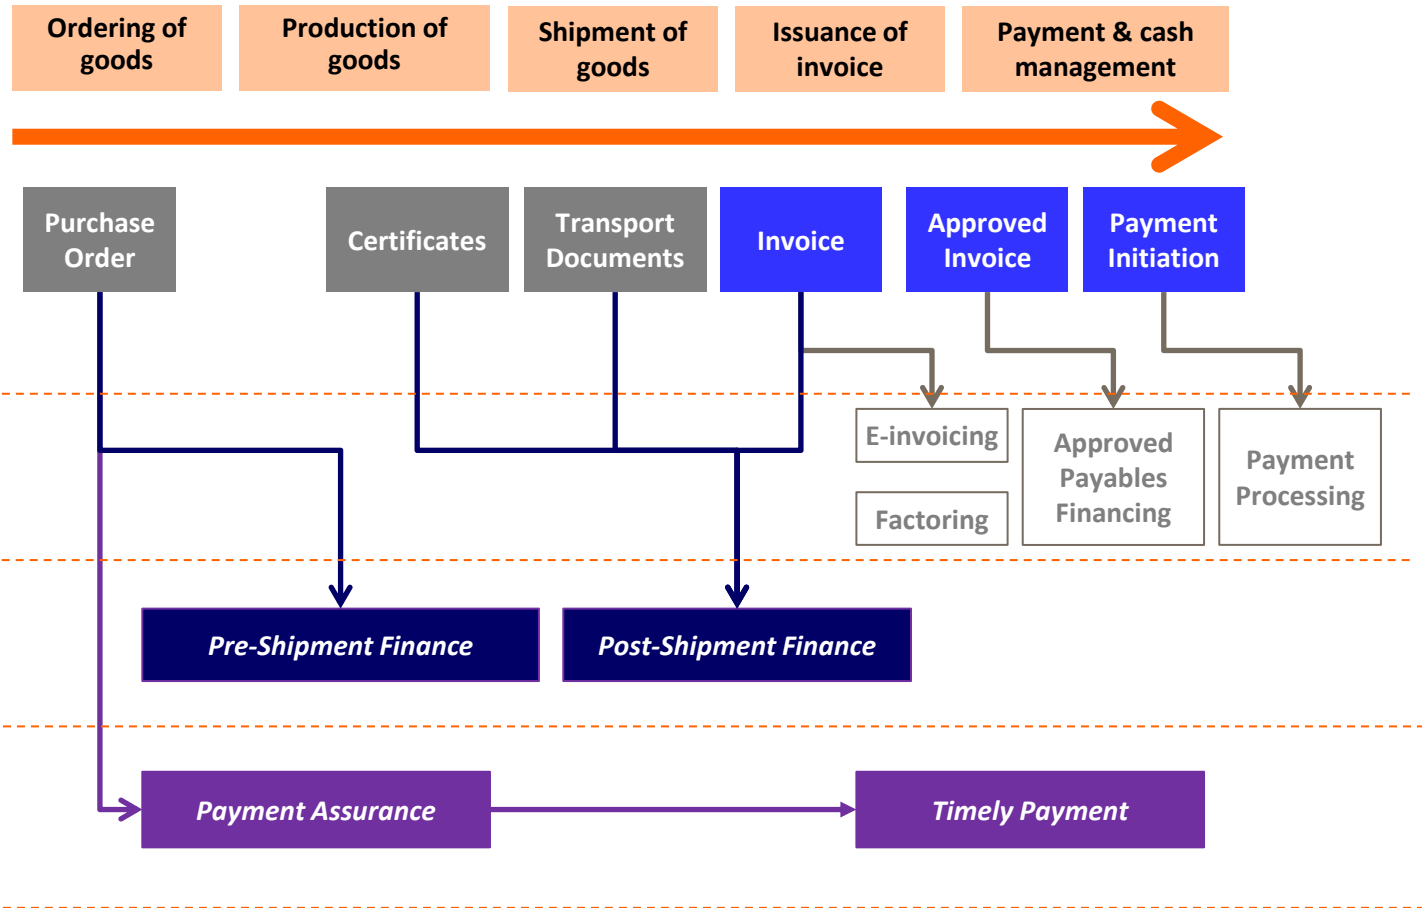 Ordering of
goods
Production of
goods
Shipment of
goods
Issuance of
invoice
Payment & cash
management
Purchase
Order
Certificates
Transport
Documents
Invoice
Approved
Invoice
Payment
Initiation
E-invoicing
Factoring
Approved
Payables
Financing
Payment
Processing
Pre-Shipment Finance
Post-Shipment Finance
Payment Assurance
Timely Payment